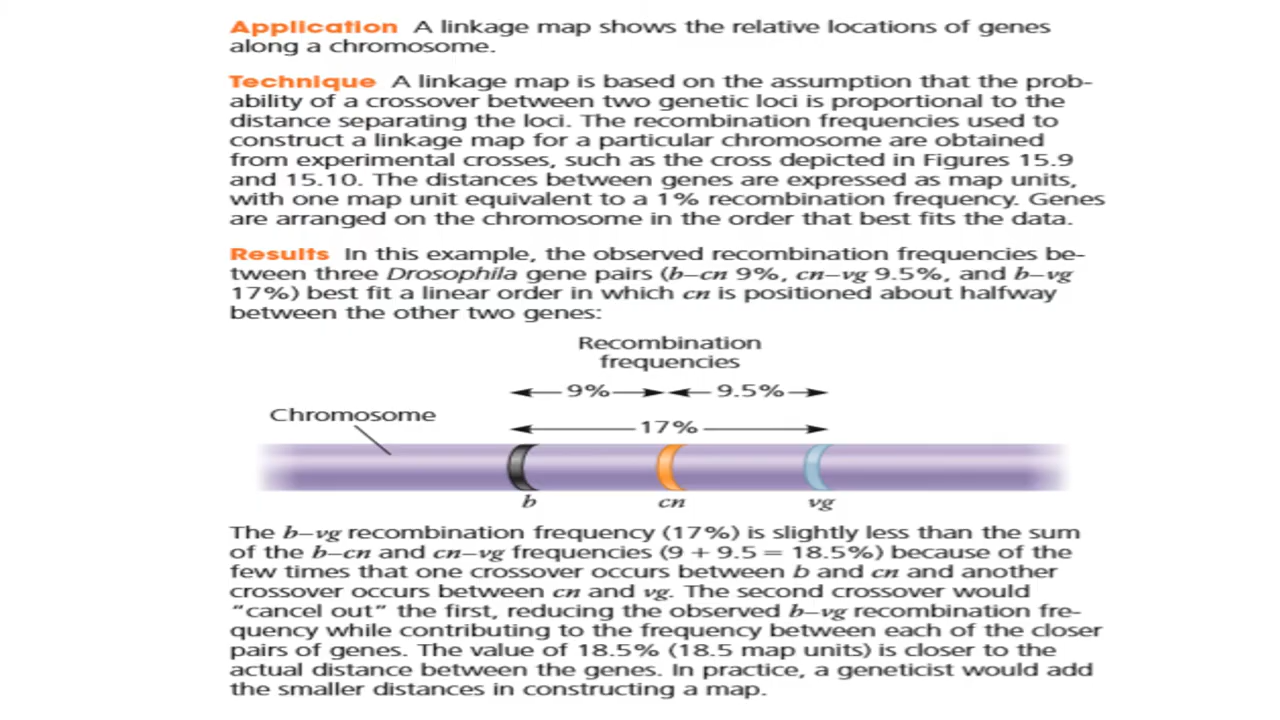 Application A linkage map shows the relative locations of genes
along a chromosome.
Technique A linkage map is based on the assumption that the prob-
ability of a crossover between two genetic loci is proportional to the
distance separating the loci. The recombination frequencies used to
construct a linkage map for a particular chromosome are obtained
from experimental crosses, such as the cross depicted in Figures 15.9
and 15.10. The distances between genes are expressed as map units,
with one map unit equivalent to a 1% recombination frequency. Genes
are arranged on the chromosome in the order that best fits the data.
Results In this example, the observed recombination frequencies be-
tween three Drosophila gene pairs (b–cn 9%, cn–vg 9.5%, and b–vg
17%) best fit a linear order in which cn is positioned about halfway
between the other two genes:
Recombination
frequencies
9% 9.5%
Chromosome
17%
b cn vg
The b–vg recombination frequency (17%) is slightly less than the sum
of the b–cn and cn–vg frequencies (9 + 9.5 = 18.5%) because of the
few times that one crossover occurs between b and cn and another
crossover occurs between cn and vg. The second crossover would
“cancel out” the first, reducing the observed b–vg recombination fre-
quency while contributing to the frequency between each of the closer
pairs of genes. The value of 18.5% (18.5 map units) is closer to the
actual distance between the genes. In practice, a geneticist would add
the smaller distances in constructing a map.